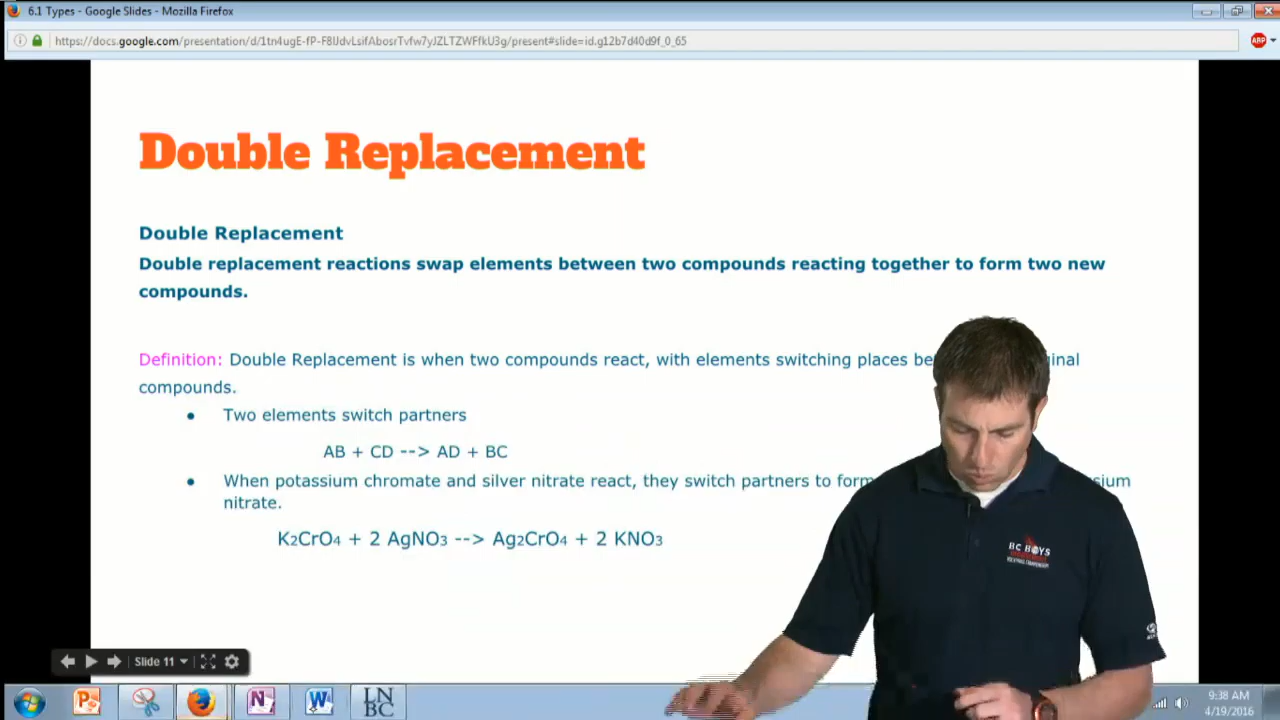 6.1 Types - Google Slides - Mozilla Firefox
https://docs.google.com/presentation/d/1tn4ugE-fP-F8IJdvLsifAbosrTvfw7yJZLTZWFfkU3g/present#slide=id.g12b7d40d9f_0_65
ABP
Double Replacement
Double Replacement
Double replacement reactions swap elements between two compounds reacting together to form two new
compounds.
Definition: Double Replacement is when two compounds react, with elements switching places
compounds.
• Two elements switch partners
AB + CD --> AD + BC
• When potassium chromate and silver nitrate react, they switch partners to form
nitrate.
K2CrO4 + 2 AgNO3 --> Ag2CrO4 + 2 KNO3
BC BOYS
Slide 11
LN
BC
9:38 AM
4/19/2016